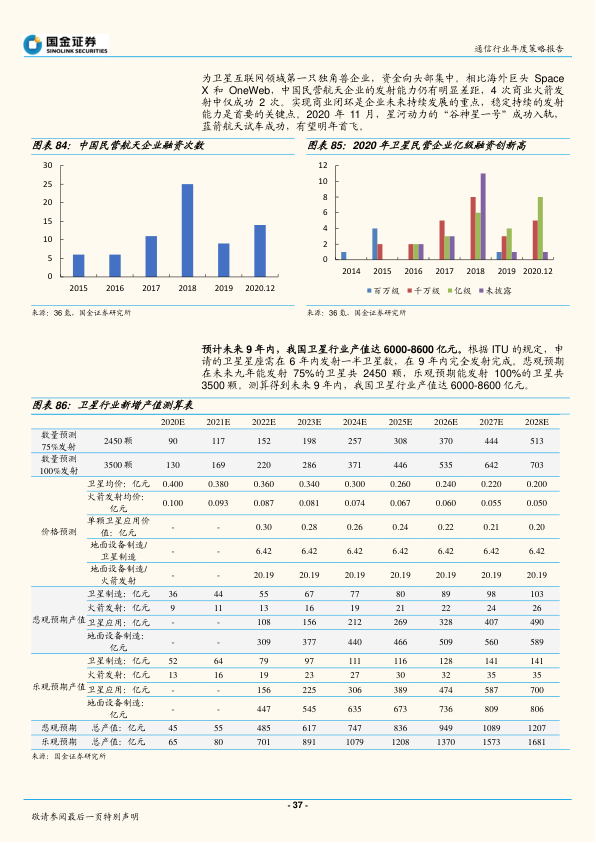 国金证券
SINOLINK SECURITIES
通信行业年度策略报告
为卫星互联网领域第一只独角兽企业，资金向头部集中。相比海外巨头 Space
X 和 OneWeb，中国民营航天企业的发射能力仍有明显差距，4 次商业火箭发
射中仅成功 2 次。实现商业闭环是企业未来持续发展的重点，稳定持续的发射
能力是首要的关键点。2020 年 11 月，星河动力的“谷神星一号”成功入轨，
蓝箭航天试车成功，有望明年首飞。
图表 84：中国民营航天企业融资次数
30
25
20
15
10
5
0
2015 2016 2017 2018 2019 2020.12
来源：36 氪，国金证券研究所
图表 85：2020 年卫星民营企业亿级融资创新高
12
10
8
6
4
2
0
2014 2015 2016 2017 2018 2019 2020.12
百万级 千万级 亿级 未披露
来源：36 氪，国金证券研究所
预计未来 9 年内，我国卫星行业产值达 6000-8600 亿元。根据 ITU 的规定，申
请的卫星星座需在 6 年内发射一半卫星数，在 9 年内完全发射完成。悲观预期
在未来九年能发射 75%的卫星共 2450 颗，乐观预期能发射 100%的卫星共
3500 颗。测算得到未来 9 年内，我国卫星行业产值达 6000-8600 亿元。
图表 86：卫星行业新增产值测算表
2020E 2021E 2022E 2023E 2024E 2025E 2026E 2027E 2028E
数量预测
75%发射 2450 颗 90 117 152 198 257 308 370 444 513
数量预测
100%发射 3500 颗 130 169 220 286 371 446 535 642 703
价格预测
卫星均价：亿元 0.400 0.380 0.360 0.340 0.300 0.260 0.240 0.220 0.200
火箭发射均价：
亿元 0.100 0.093 0.087 0.081 0.074 0.067 0.060 0.055 0.050
单颗卫星应用价
值：亿元 - - 0.30 0.28 0.26 0.24 0.22 0.21 0.20
地面设备制造/
卫星制造 - - 6.42 6.42 6.42 6.42 6.42 6.42 6.42
地面设备制造/
火箭发射 - - 20.19 20.19 20.19 20.19 20.19 20.19 20.19
悲观预期产值
卫星制造：亿元 36 44 55 67 77 80 89 98 103
火箭发射：亿元 9 11 13 16 19 21 22 24 26
卫星应用：亿元 - - 108 156 212 269 328 407 490
地面设备制造：
亿元 - - 309 377 440 466 509 560 589
乐观预期产值
卫星制造：亿元 52 64 79 97 111 116 128 141 141
火箭发射：亿元 13 16 19 23 27 30 32 35 35
卫星应用：亿元 - - 156 225 306 389 474 587 700
地面设备制造：
亿元 - - 447 545 635 673 736 809 806
悲观预期 总产值：亿元 45 55 485 617 747 836 949 1089 1207
乐观预期 总产值：亿元 65 80 701 891 1079 1208 1370 1573 1681
来源：国金证券研究所
- 37 -
敬请参阅最后一页特别声明